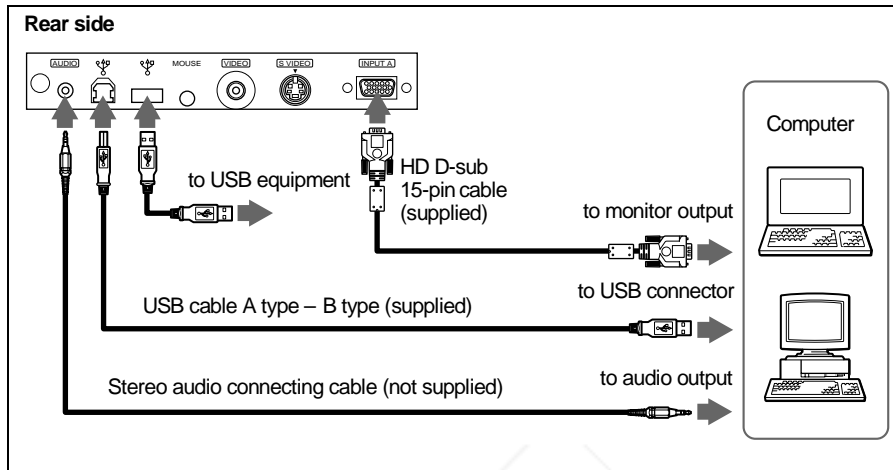 Rear side
AUDIO
MOUSE
VIDEO
S VIDEO
INPUT A
Computer
to USB equipment
HD D-sub
15-pin cable
(supplied)
to monitor output
to USB connector
USB cable A type – B type (supplied)
to audio output
Stereo audio connecting cable (not supplied)